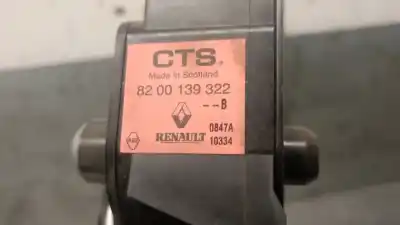 CTS®
Made in Scotland
82 00 139 322
--B
0847A
RENAULT
10334